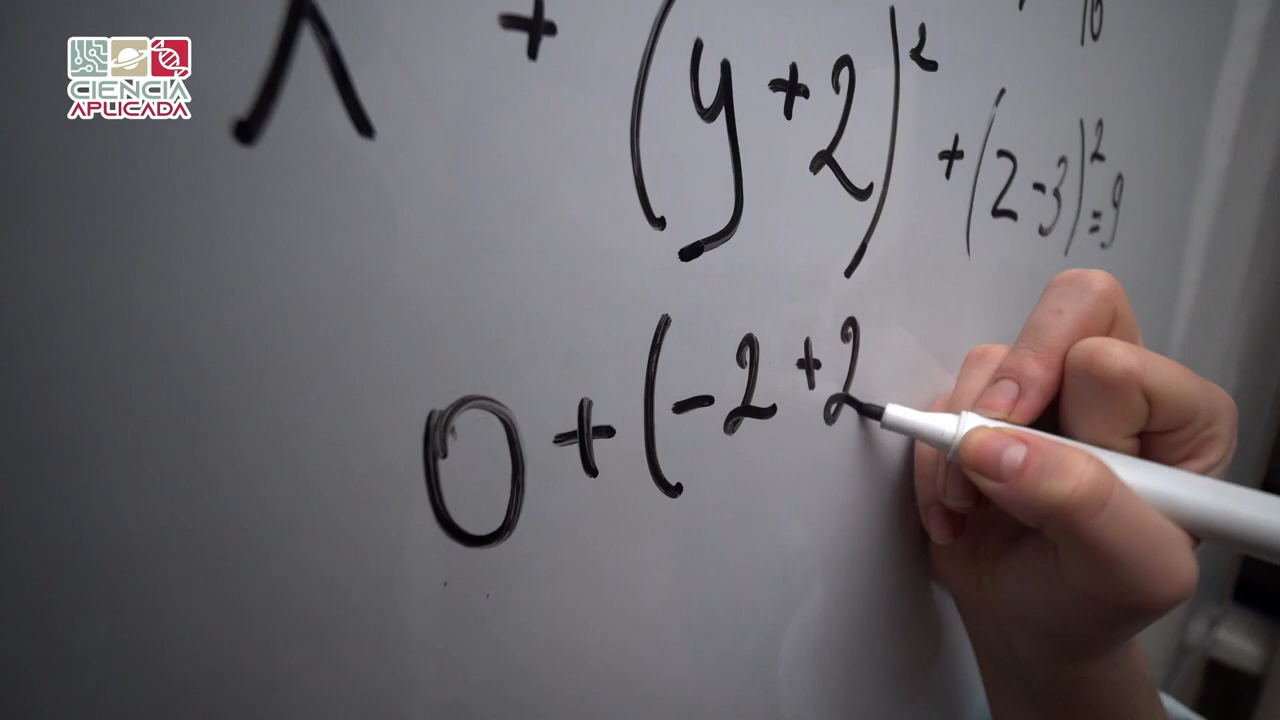 CIENCIA
APLICADA
+ (y+2)² + (2-3)² = 9
0 + (-2 + 2